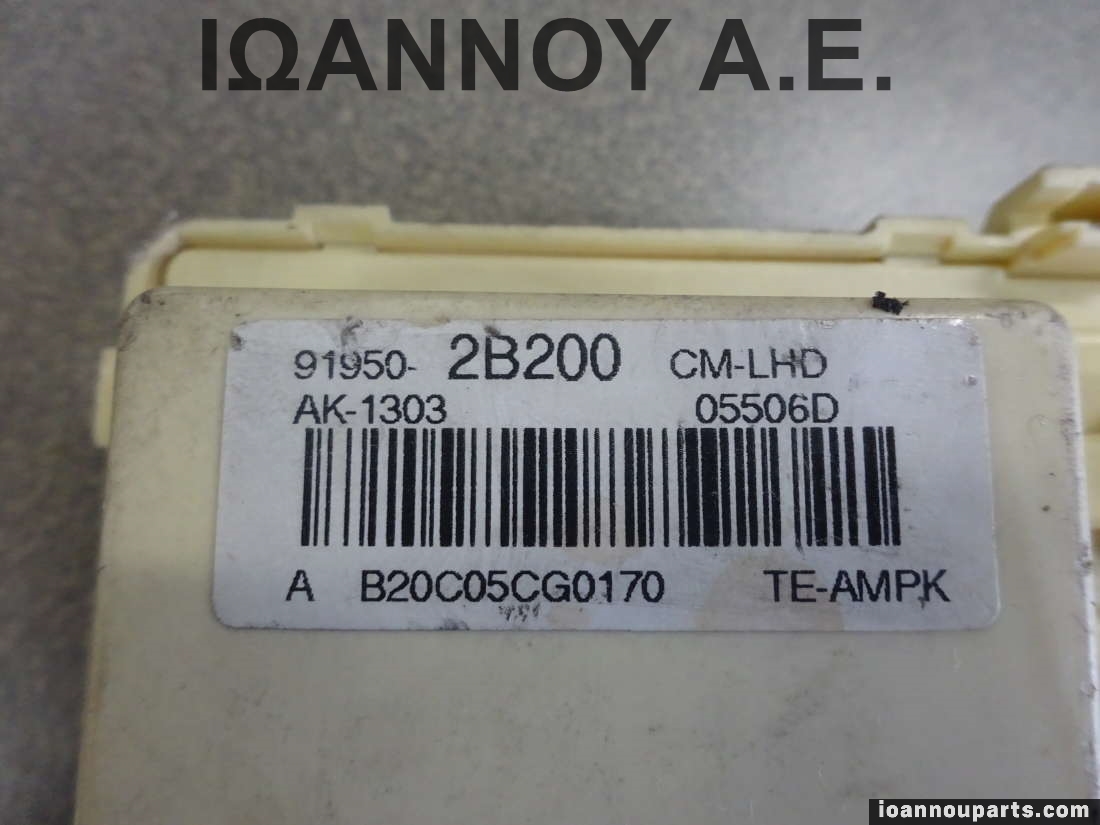 ΙΩΑΝΝΟΥ Α.Ε.
91950- 2B200 CM-LHD
AK-1303 05506D
A B20C05CG0170 TE-AMPK
ioannouparts.com